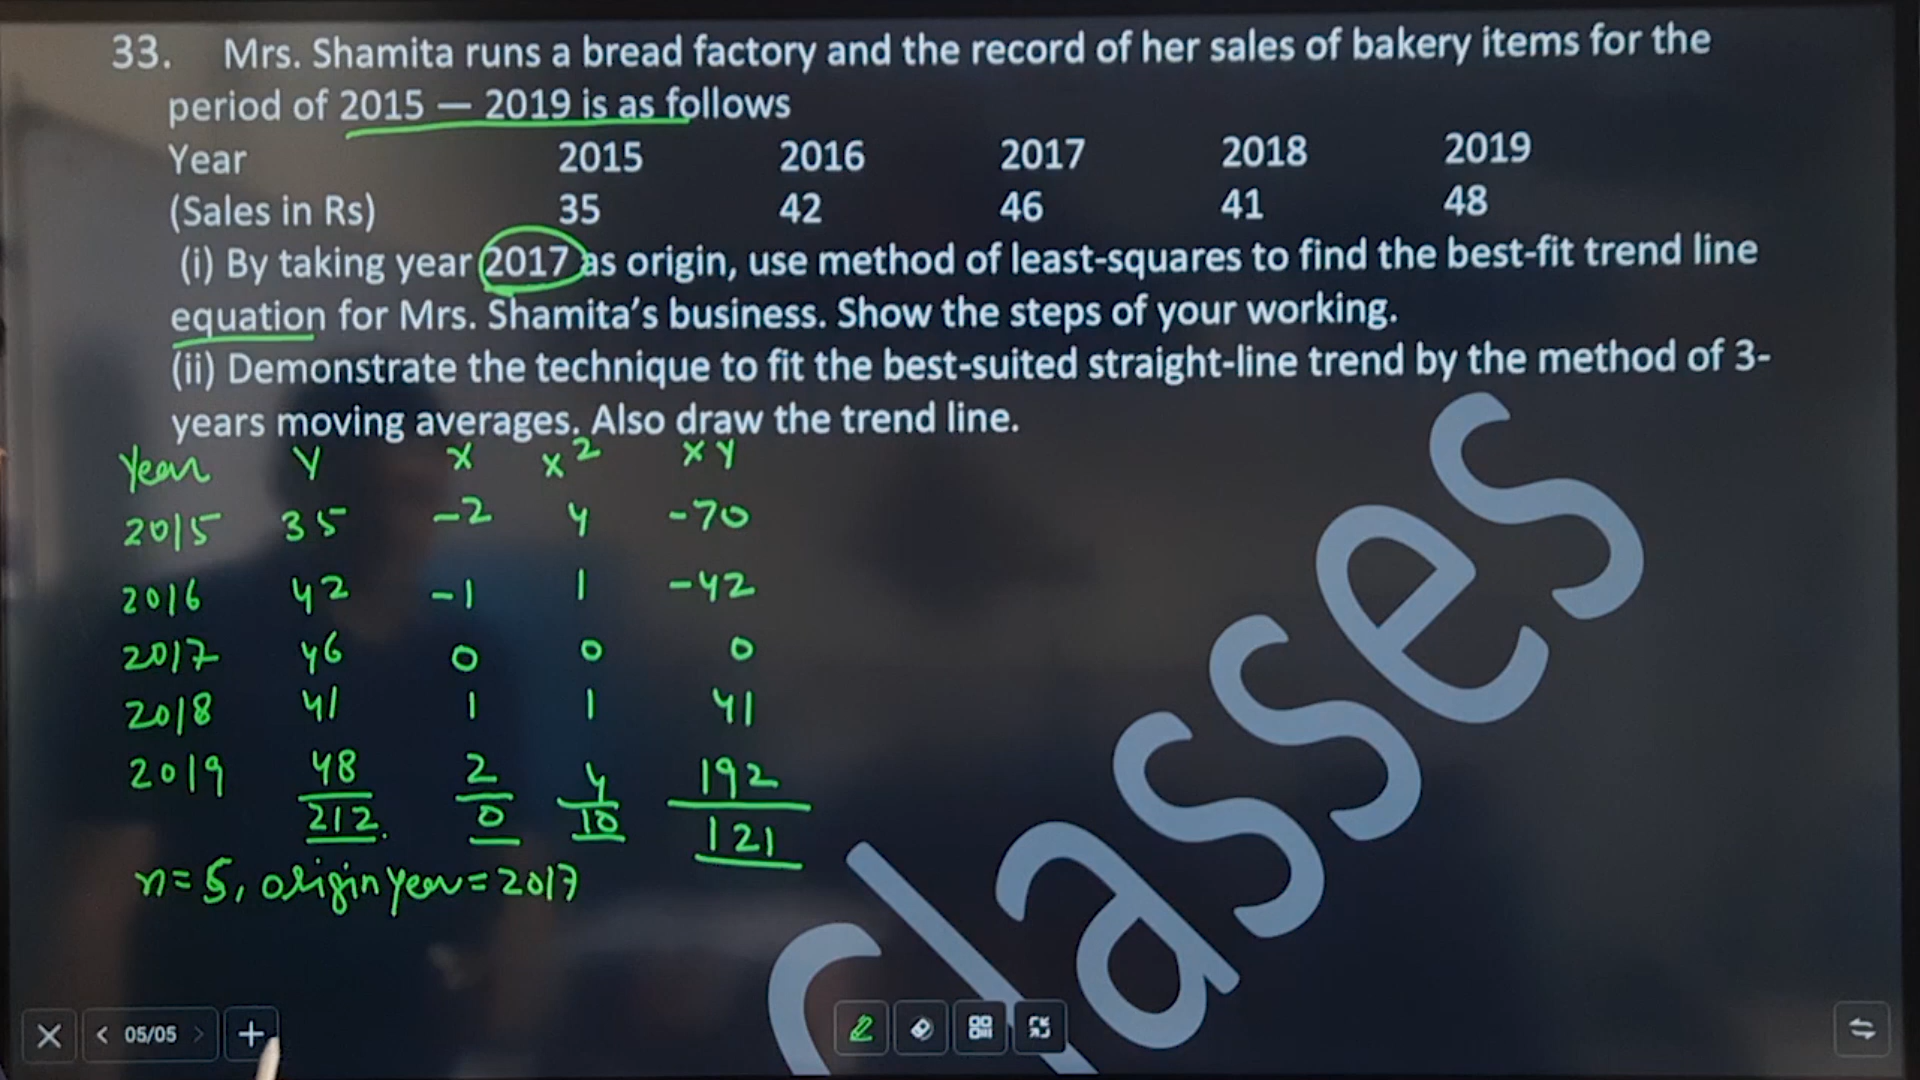 33. Mrs. Shamita runs a bread factory and the record of her sales of bakery items for the
period of 2015 — 2019 is as follows
Year 2015 2016 2017 2018 2019
(Sales in Rs) 35 42 46 41 48
(i) By taking year 2017 as origin, use method of least-squares to find the best-fit trend line
equation for Mrs. Shamita's business. Show the steps of your working.
(ii) Demonstrate the technique to fit the best-suited straight-line trend by the method of 3-
years moving averages. Also draw the trend line.
Year Y X X² XY
2015 35 -2 4 -70
2016 42 -1 1 -42
2017 46 0 0 0
2018 41 1 1 41
2019 48 2 4 192
212. 0 10 121
n=5, origin year = 2017
Classes
05/05